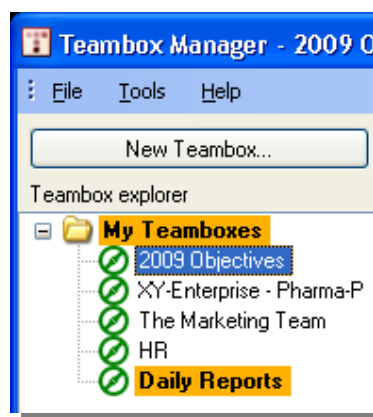 Teambox Manager - 2009 O
File Tools Help
New Teambox...
Teambox explorer
My Teamboxes
2009 Objectives
XY-Enterprise - Pharma-P
The Marketing Team
HR
Daily Reports